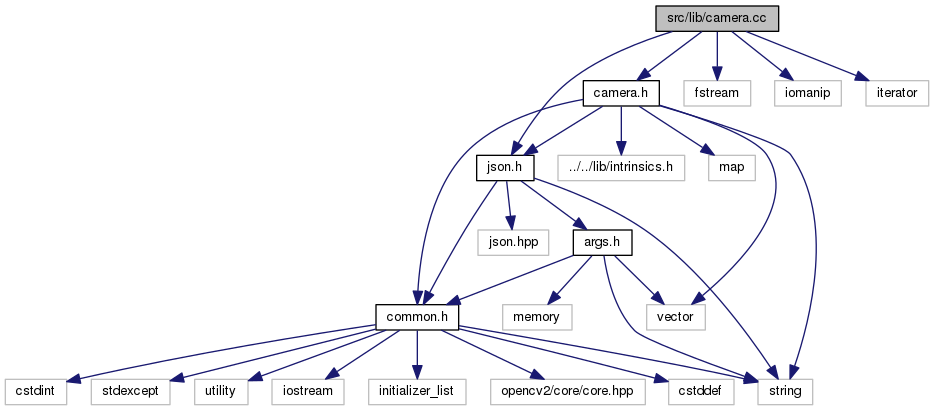 src/lib/camera.cc
camera.h
fstream
iomanip
iterator
json.h
../../lib/intrinsics.h
map
json.hpp
args.h
common.h
memory
vector
cstdint
stdexcept
utility
iostream
initializer_list
opencv2/core/core.hpp
cstddef
string